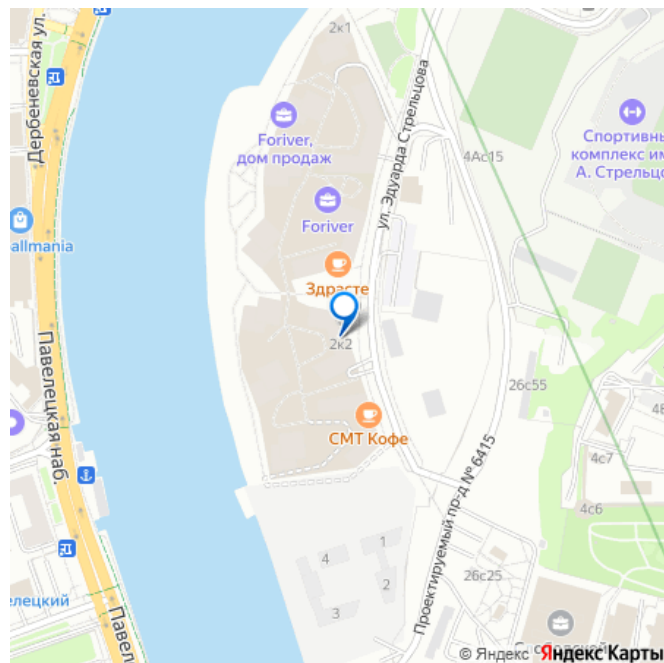 2к1
Дербеневская ул.
Foriver,
дом продаж
ул. Эдуарда Стрельцова
4Ас15
Спортивны
комплекс им
А. Стрельцо
allmania
Foriver
Здрасте
2к2
Павелецкая наб.
26с55
СМТ Кофе
4с7
4с6
Проектируемый пр-д № 6415
4
1
2
3
26с25
елецкий
Павел
© Яндекс Яндекс Карты